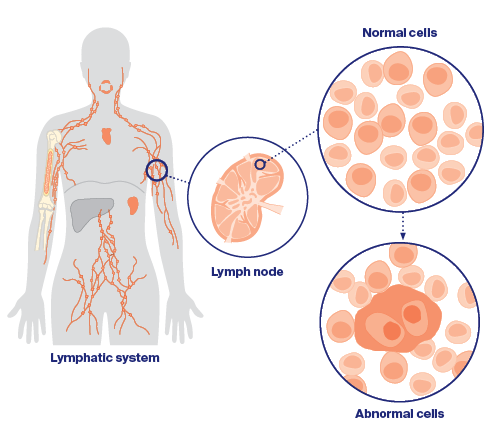 Normal cells
Lymph node
Lymphatic system
Abnormal cells